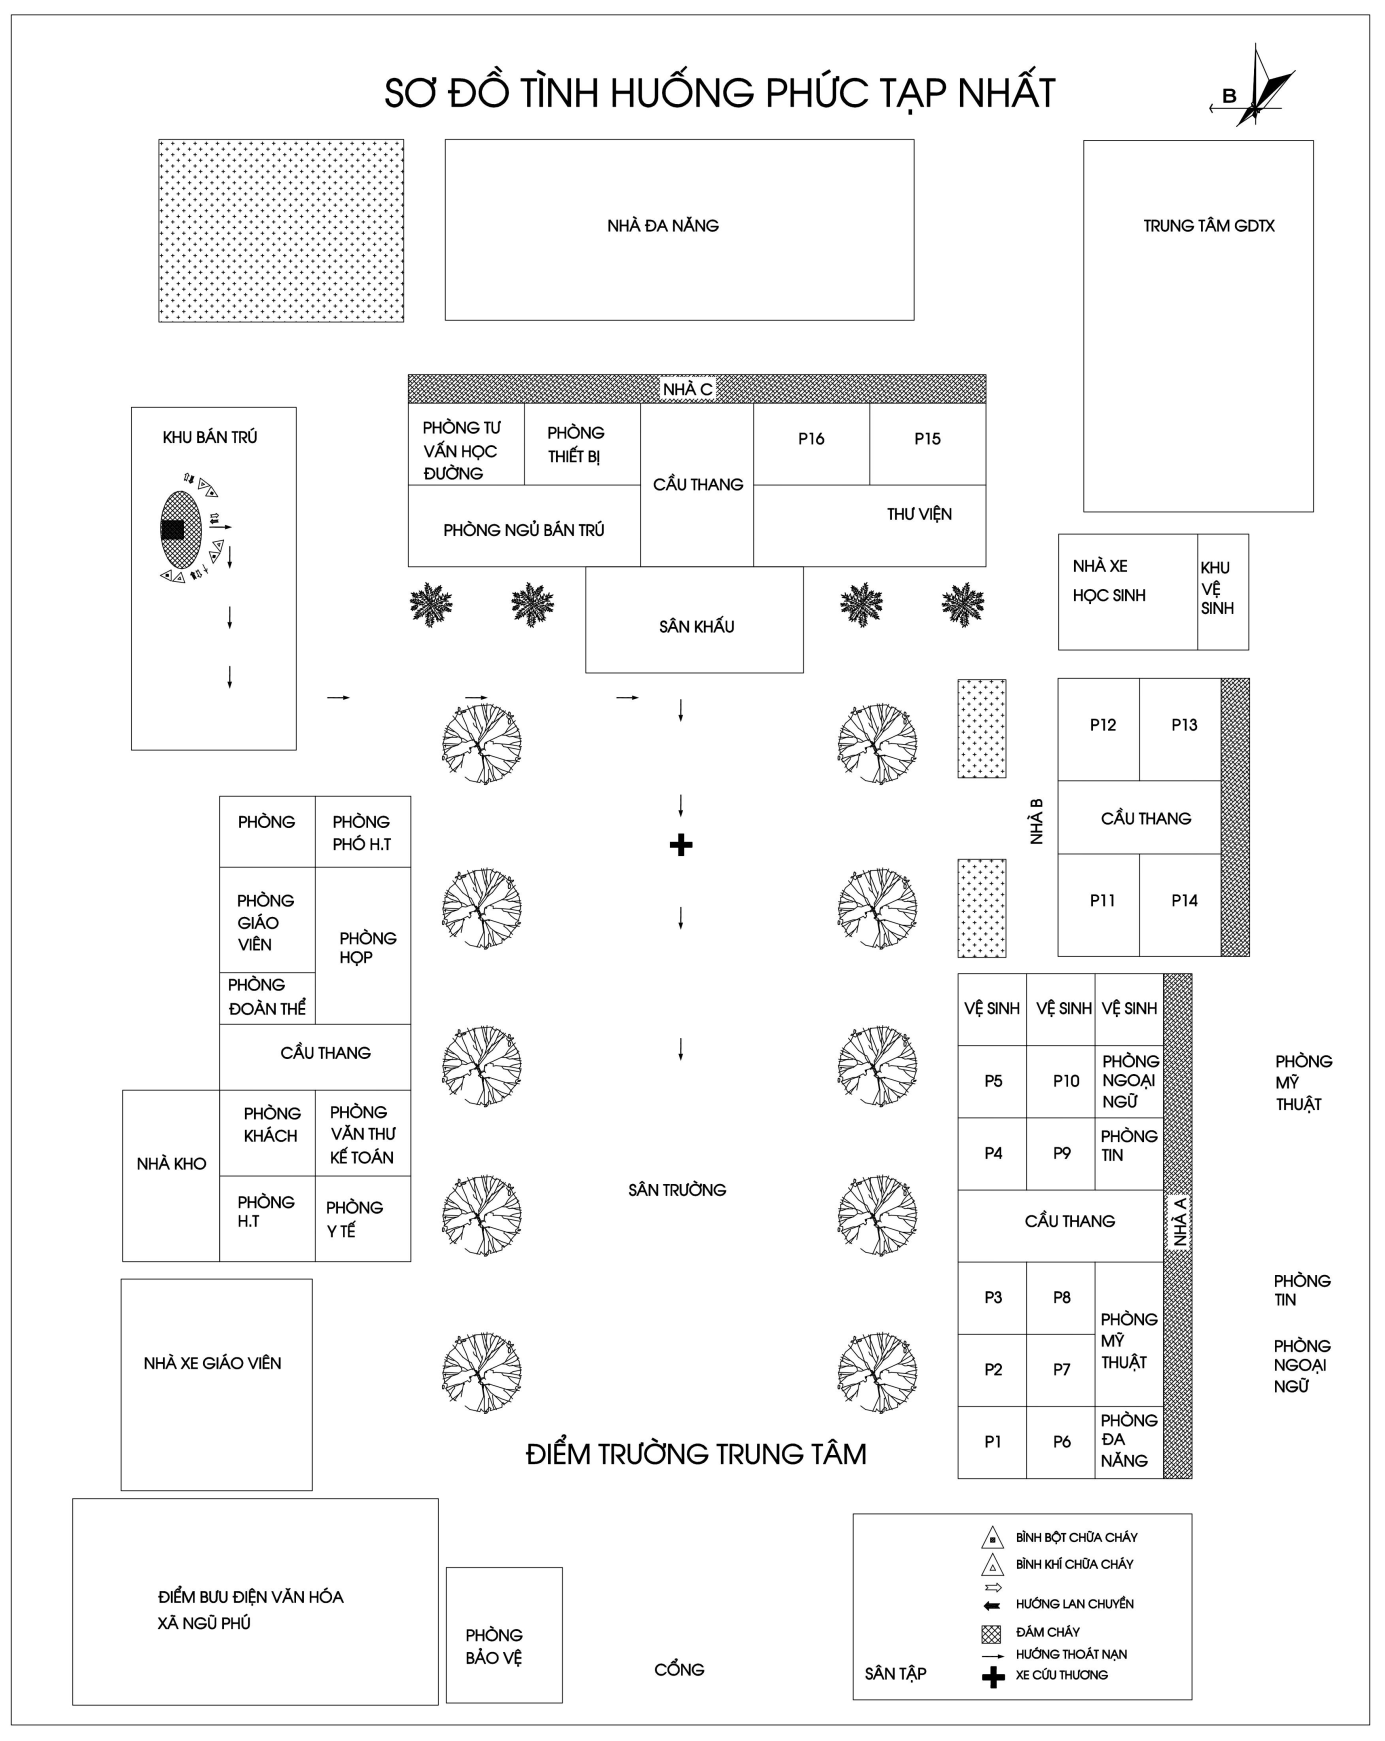 SƠ ĐỒ TÌNH HUỐNG PHỨC TẠP NHẤT
B
NHÀ ĐA NĂNG
TRUNG TÂM GDTX
NHÀ C
KHU BÁN TRÚ
PHÒNG TƯ
VẤN HỌC
ĐƯỜNG
PHÒNG
THIẾT BỊ
CẦU THANG
P16
P15
PHÒNG NGỦ BÁN TRÚ
THƯ VIỆN
SÂN KHẤU
NHÀ XE
HỌC SINH
KHU
VỆ
SINH
P12
P13
NHÀ B
CẦU THANG
P11
P14
PHÒNG
PHÒNG
PHÓ H.T
PHÒNG
GIÁO
VIÊN
PHÒNG
HỌP
PHÒNG
ĐOÀN THỂ
CẦU THANG
NHÀ KHO
PHÒNG
KHÁCH
PHÒNG
VĂN THƯ
KẾ TOÁN
PHÒNG
H.T
PHÒNG
Y TẾ
SÂN TRƯỜNG
VỆ SINH
VỆ SINH
VỆ SINH
P5
P10
PHÒNG
NGOẠI
NGỮ
P4
P9
PHÒNG
TIN
CẦU THANG
NHÀ A
P3
P8
PHÒNG
MỸ
THUẬT
P2
P7
P1
P6
PHÒNG
ĐA
NĂNG
PHÒNG
MỸ
THUẬT
PHÒNG
TIN
PHÒNG
NGOẠI
NGỮ
NHÀ XE GIÁO VIÊN
ĐIỂM TRƯỜNG TRUNG TÂM
ĐIỂM BƯU ĐIỆN VĂN HÓA
XÃ NGŨ PHÚ
PHÒNG
BẢO VỆ
CỔNG
SÂN TẬP
BÌNH BỘT CHỮA CHÁY
BÌNH KHÍ CHỮA CHÁY
HƯỚNG LAN CHUYỀN
ĐÁM CHÁY
HƯỚNG THOÁT NẠN
XE CỨU THƯƠNG